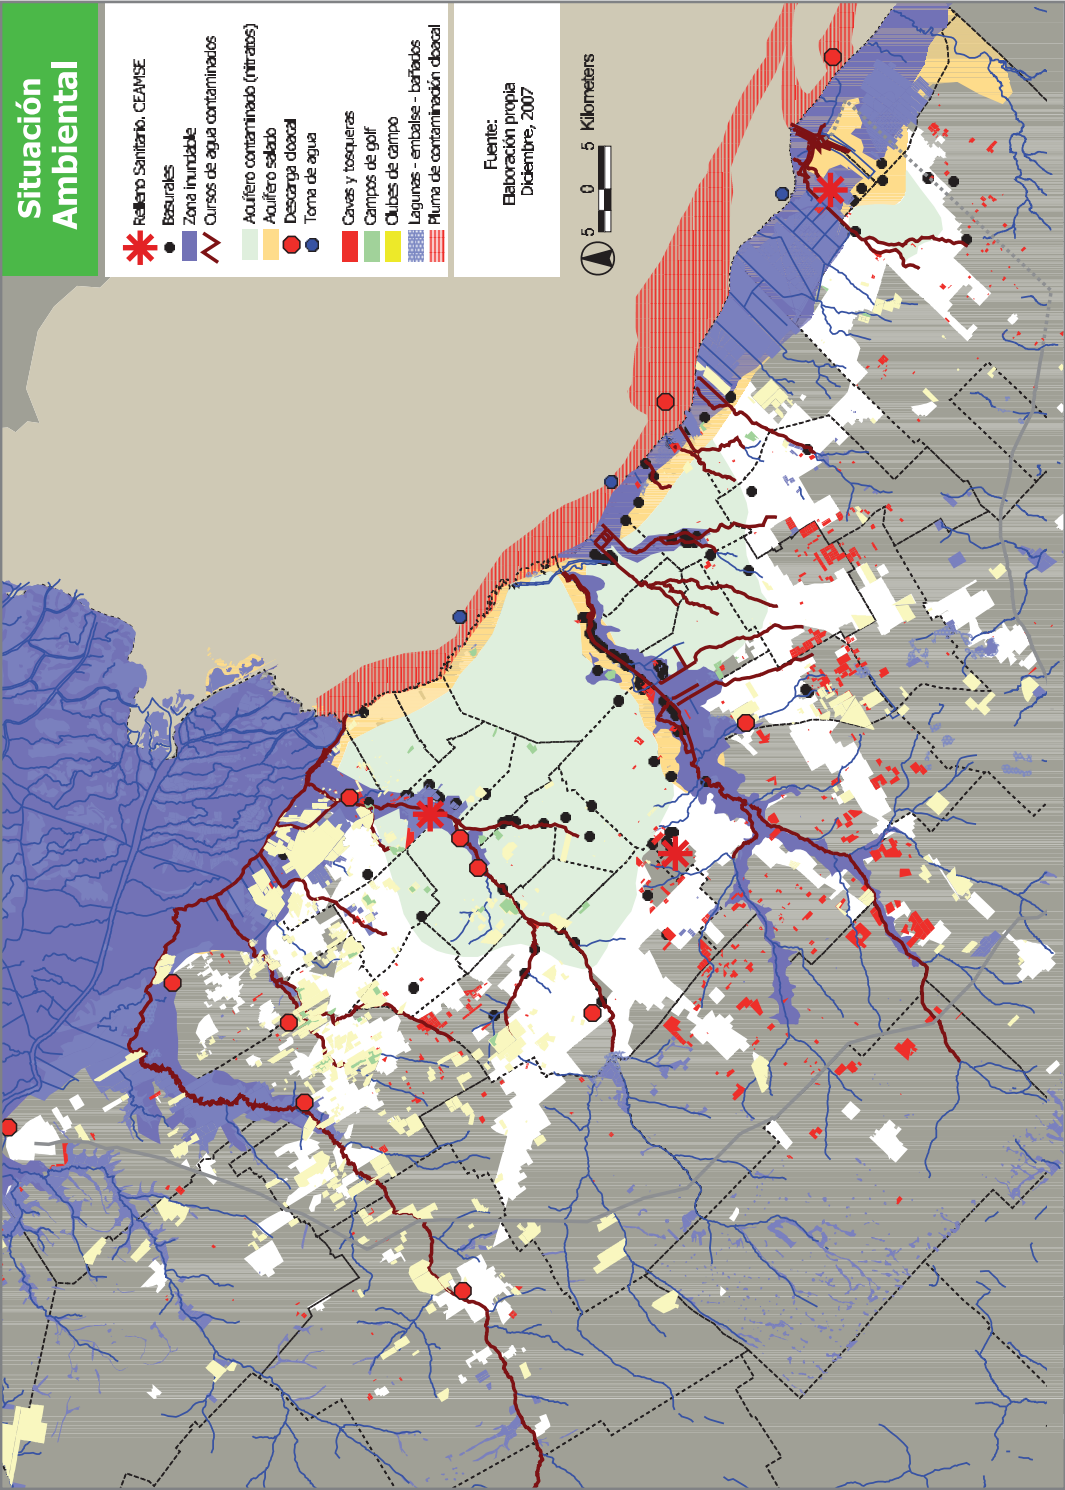 Situación
Ambiental
Relleno Sanitario. CEAMSE
Basurales
Zona inundable
Cursos de agua contaminados
Acuífero contaminado (nitratos)
Acuífero salado
Descarga cloacal
Toma de agua
Cavas y tosqueras
Campos de golf
Clubes de campo
Lagunas - embalse - bañados
Pluma de contaminación cloacal
Fuente:
Elaboración propia
Diciembre, 2007
5 0 5 Kilometers